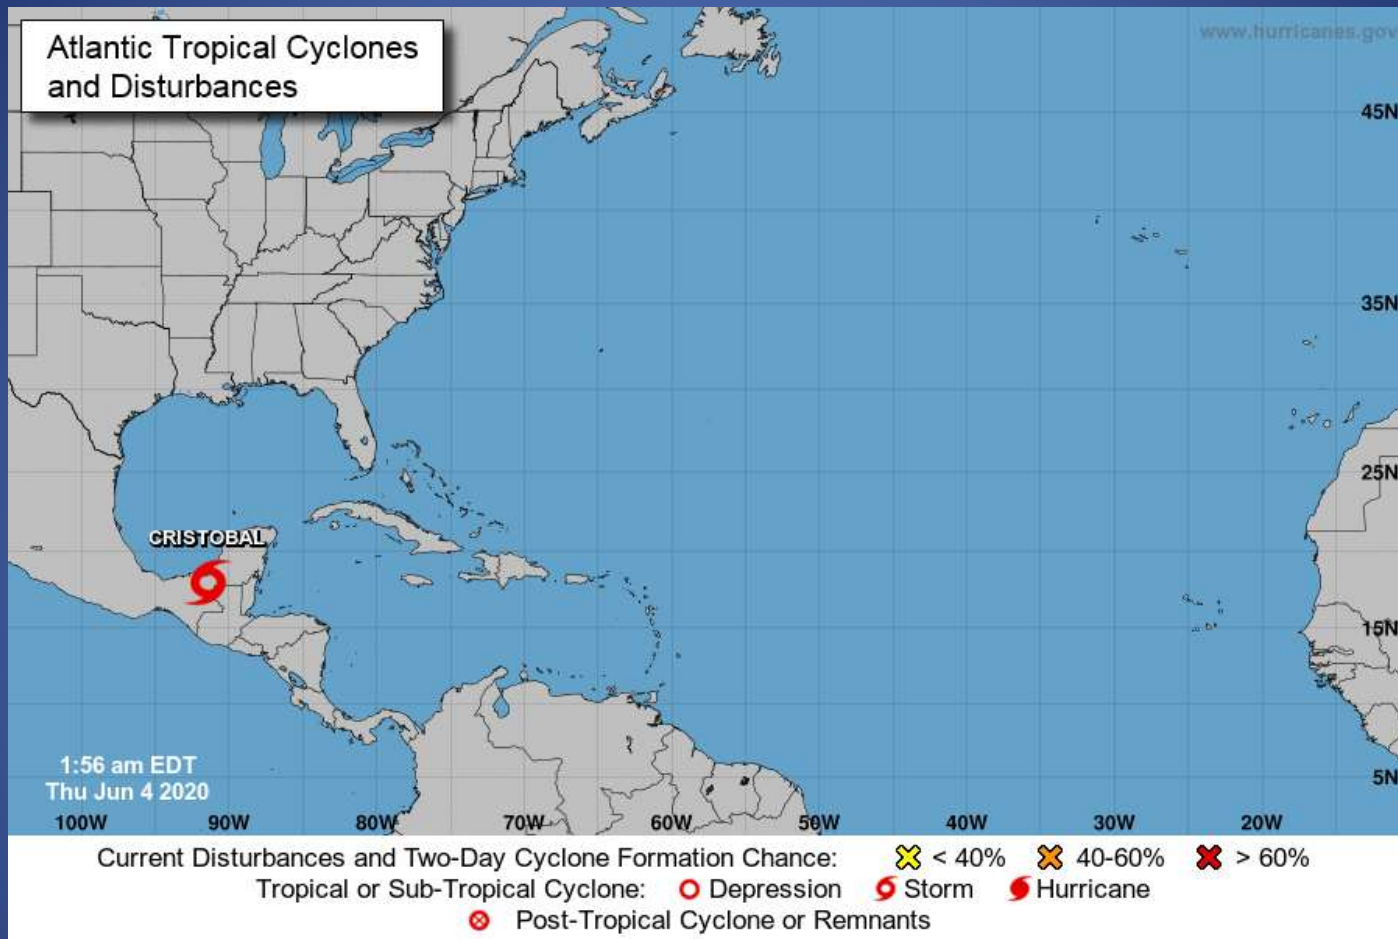 Atlantic Tropical Cyclones
and Disturbances
www.hurricanes.gov
45N
35N
25N
CRISTOBAL
15N
1:56 am EDT
Thu Jun 4 2020
5N
100W 90W 80W 70W 60W 50W 40W 30W 20W
Current Disturbances and Two-Day Cyclone Formation Chance: < 40% 40-60% > 60%
Tropical or Sub-Tropical Cyclone: Depression Storm Hurricane
Post-Tropical Cyclone or Remnants